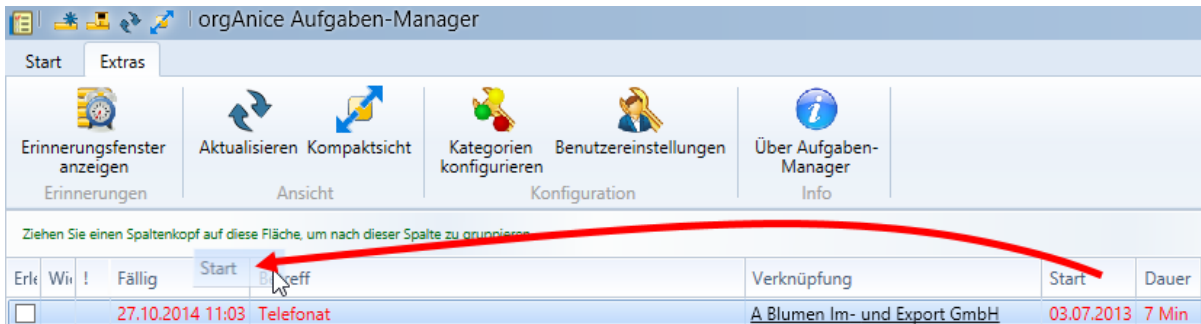 orgAnice Aufgaben-Manager
Start Extras
Erinnerungsfenster anzeigen
Aktualisieren Kompaktsicht
Kategorien konfigurieren
Benutzereinstellungen
Über Aufgaben-
Manager
Erinnerungen Ansicht Konfiguration Info
Ziehen Sie einen Spaltenkopf auf diese Fläche, um nach dieser Spalte zu gruppieren
Erle Wi ! Fällig Start Verknüpfung Start Dauer
27.10.2014 11:03 Telefonat A Blumen Im- und Export GmbH 03.07.2013 7 Min